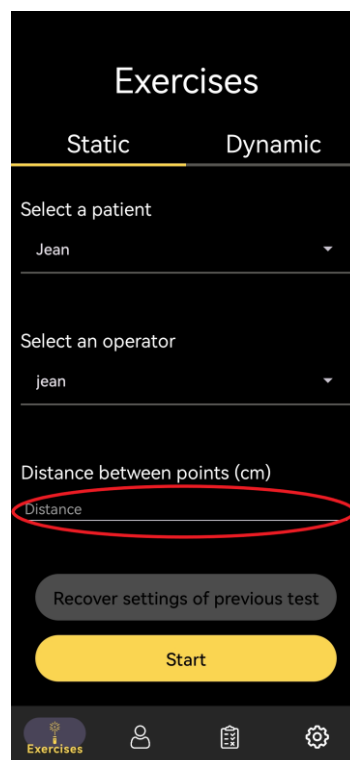 Exercises
Static Dynamic
Select a patient
Jean
Select an operator
jean
Distance between points (cm)
Distance
Recover settings of previous test
Start
Exercises